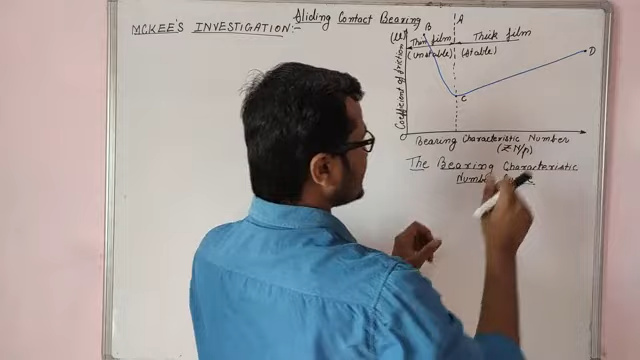 Sliding Contact Bearing
MCKEE'S INVESTIGATION:-
A
B
(μ)
Thin film
Thick film
(Unstable)
(Stable)
D
C
Coefficient of friction
Bearing Characteristic Number
(ZN/p)
The Bearing Characteristic